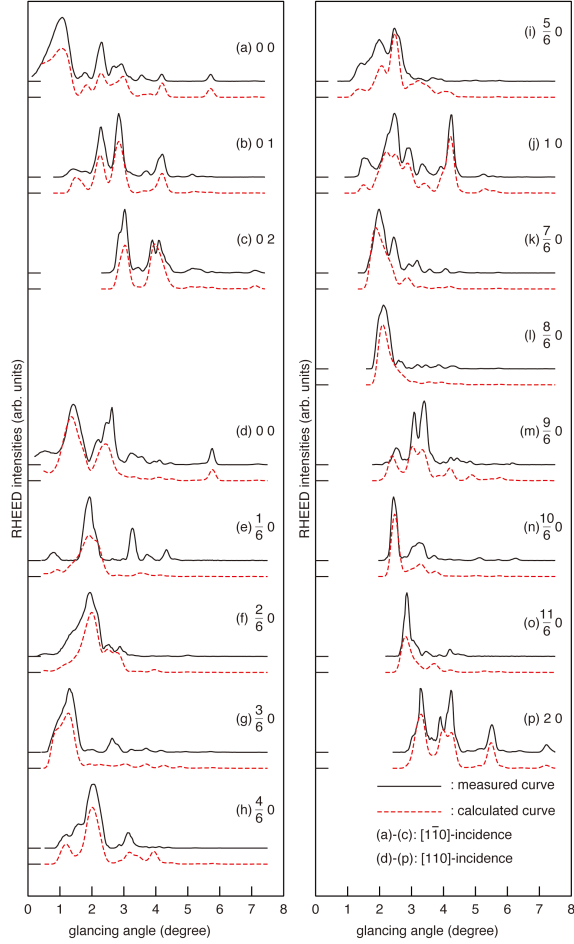 RHEED intensities (arb. units)
(a) 0 0
(b) 0 1
(c) 0 2
(d) 0 0
(e) 1/6 0
(f) 2/6 0
(g) 3/6 0
(h) 4/6 0
0 1 2 3 4 5 6 7 8
glancing angle (degree)
RHEED intensities (arb. units)
(i) 5/6 0
(j) 1 0
(k) 7/6 0
(l) 8/6 0
(m) 9/6 0
(n) 10/6 0
(o) 11/6 0
(p) 2 0
: measured curve
: calculated curve
(a)-(c): [11̄0]-incidence
(d)-(p): [110]-incidence
0 1 2 3 4 5 6 7 8
glancing angle (degree)